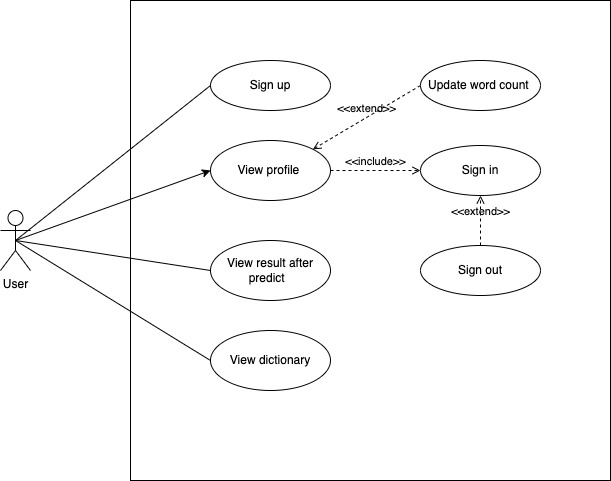 Sign up
Update word count
<<extend>>
View profile
<<include>>
Sign in
<<extend>>
User
View result after
predict
Sign out
View dictionary